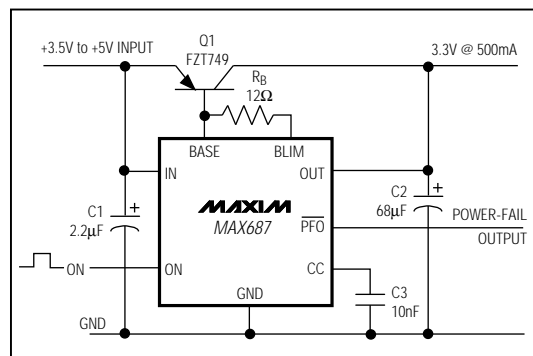 Q1
FZT749
+3.5V to +5V INPUT
3.3V @ 500mA
RB
12Ω
BASE
BLIM
IN
OUT
C1
2.2µF
+
MAXIM
MAX687
PFO
C2
68µF
+
POWER-FAIL
OUTPUT
ON
ON
CC
GND
C3
10nF
GND